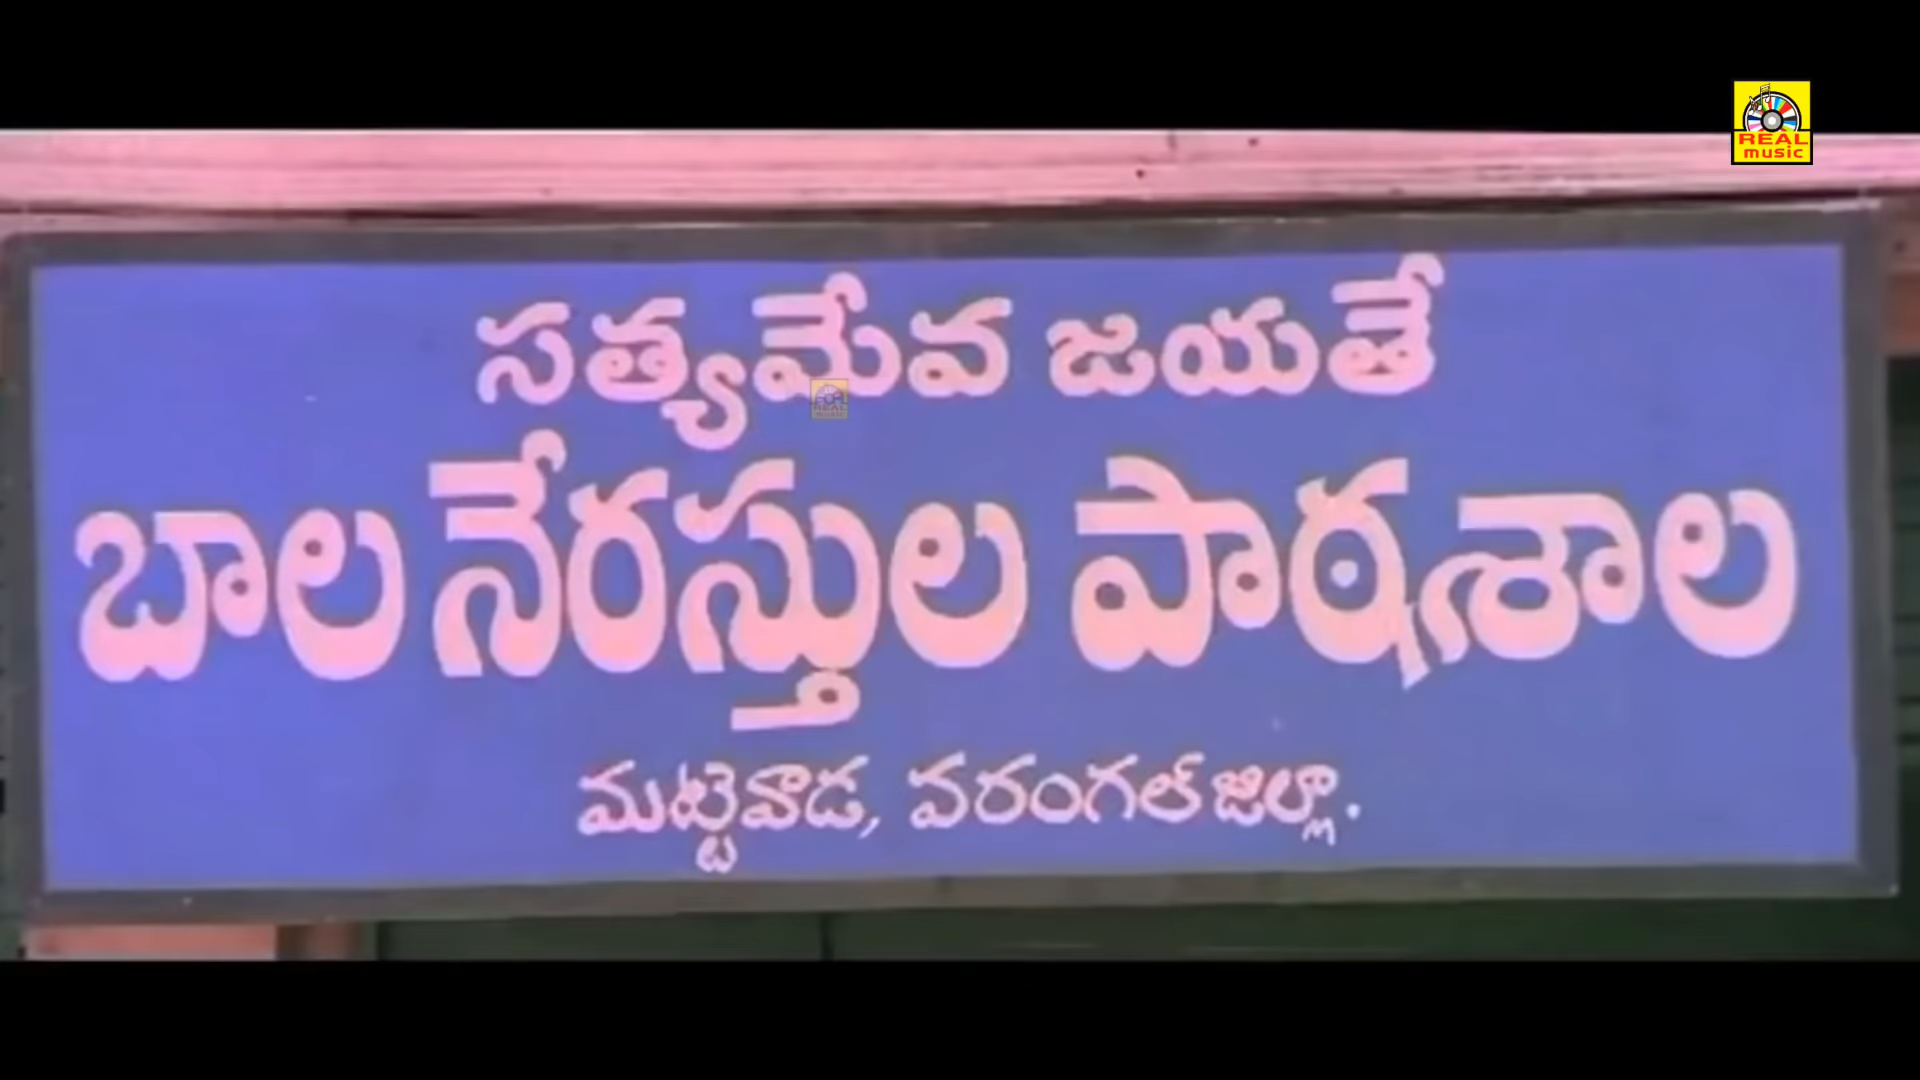 REAL
music
సత్యమేవ జయతే
బాల నేరస్తుల పాఠశాల
మట్టెవాడ, వరంగల్ జిల్లా.